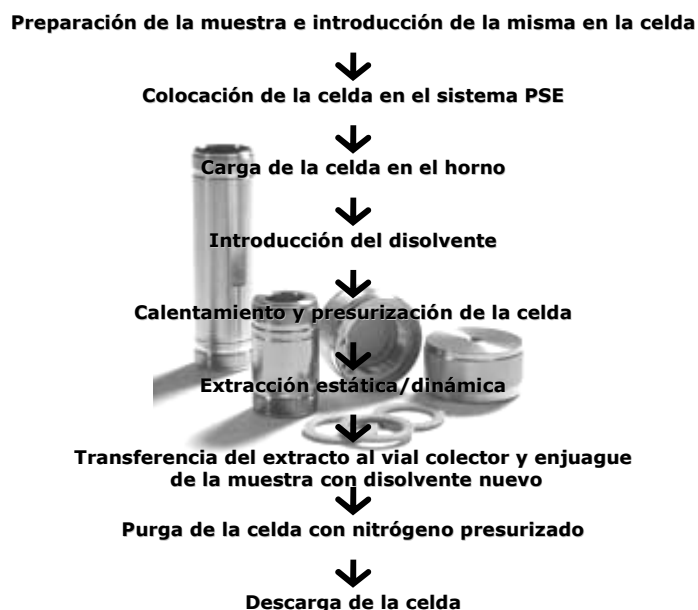 Preparación de la muestra e introducción de la misma en la celda
Colocación de la celda en el sistema PSE
Carga de la celda en el horno
Introducción del disolvente
Calentamiento y presurización de la celda
Extracción estática/dinámica
Transferencia del extracto al vial colector y enjuague
de la muestra con disolvente nuevo
Purga de la celda con nitrógeno presurizado
Descarga de la celda